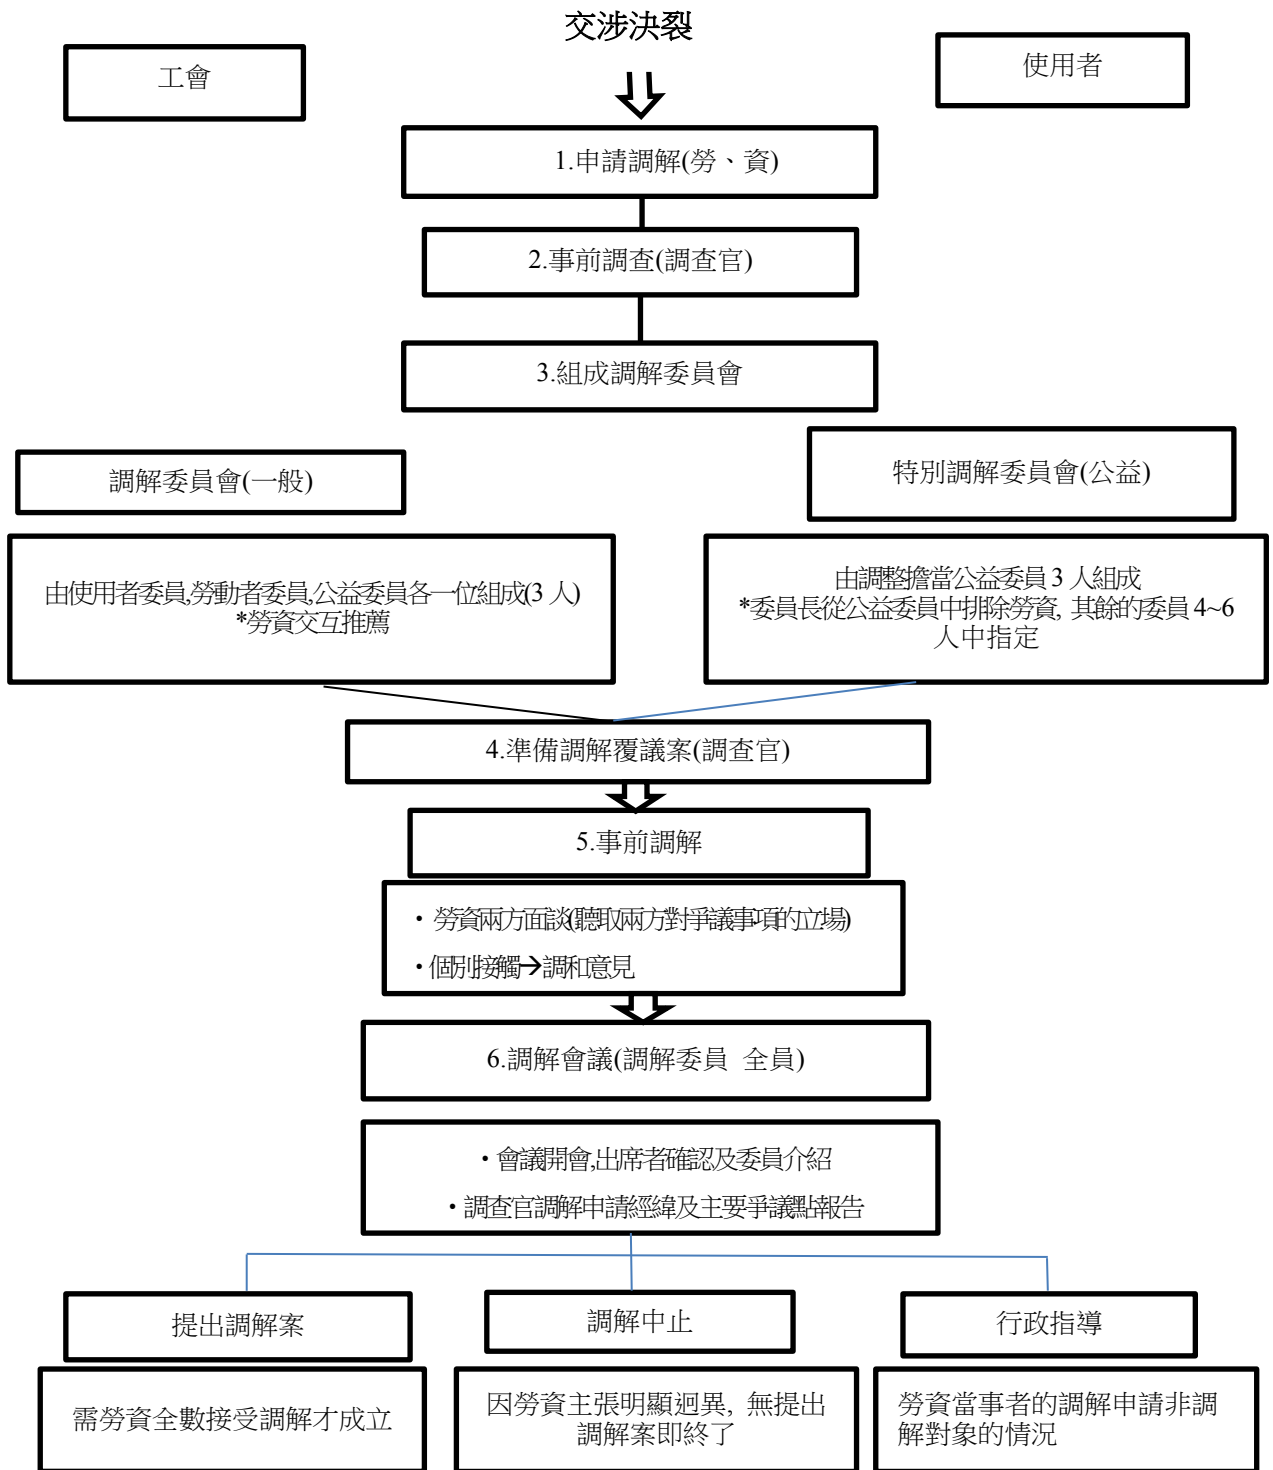 交涉決裂
工會
使用者
1.申請調解(勞、資)
2.事前調查(調查官)
3.組成調解委員會
調解委員會(一般)
特別調解委員會(公益)
由使用者委員,勞動者委員,公益委員各一位組成(3 人)
*勞資交互推薦
由調整擔當公益委員 3 人組成
*委員長從公益委員中排除勞資, 其餘的委員 4~6
人中指定
4.準備調解覆議案(調查官)
5.事前調解
・勞資兩方面談(聽取兩方對爭議事項的立場)
・個別接觸→調和意見
6.調解會議(調解委員 全員)
・會議開會,出席者確認及委員介紹
・調查官調解申請經緯及主要爭議點報告
提出調解案
調解中止
行政指導
需勞資全數接受調解才成立
因勞資主張明顯迥異, 無提出
調解案即終了
勞資當事者的調解申請非調
解對象的情況